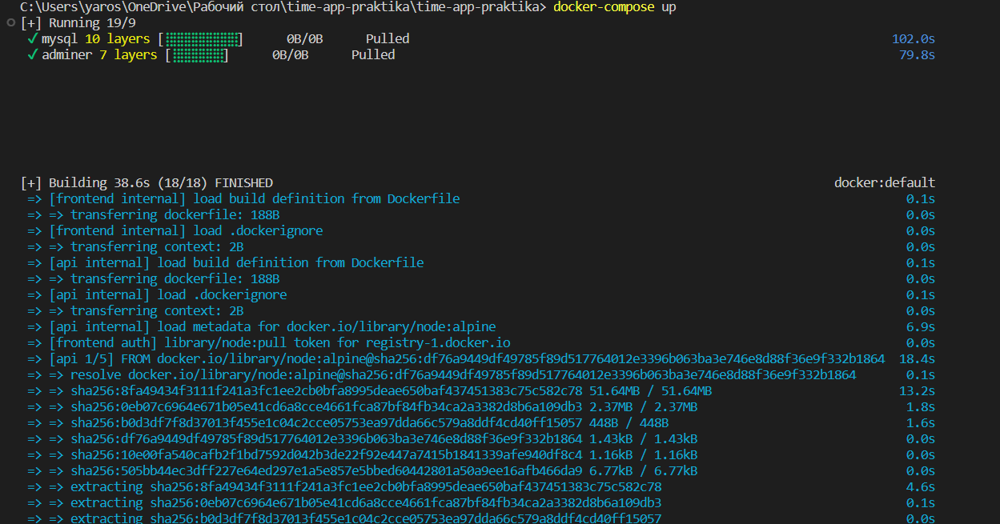 C:\Users\yaros\OneDrive\Рабочий стол\time-app-praktika\time-app-praktika> docker-compose up
[+] Running 19/9
✔ mysql 10 layers [⣿⣿⣿⣿⣿⣿⣿⣿⣿⣿] 0B/0B Pulled 102.0s
✔ adminer 7 layers [⣿⣿⣿⣿⣿⣿⣿] 0B/0B Pulled 79.8s
[+] Building 38.6s (18/18) FINISHED docker:default
=> [frontend internal] load build definition from Dockerfile 0.1s
=> => transferring dockerfile: 188B 0.0s
=> [frontend internal] load .dockerignore 0.0s
=> => transferring context: 2B 0.0s
=> [api internal] load build definition from Dockerfile 0.1s
=> => transferring dockerfile: 188B 0.0s
=> [api internal] load .dockerignore 0.1s
=> => transferring context: 2B 0.0s
=> [api internal] load metadata for docker.io/library/node:alpine 6.9s
=> [frontend auth] library/node:pull token for registry-1.docker.io 0.0s
=> [api 1/5] FROM docker.io/library/node:alpine@sha256:df76a9449df49785f89d517764012e3396b063ba3e746e8d88f36e9f332b1864 18.4s
=> => resolve docker.io/library/node:alpine@sha256:df76a9449df49785f89d517764012e3396b063ba3e746e8d88f36e9f332b1864 0.1s
=> => sha256:8fa49434f3111f241a3fc1ee2cb0bfa8995deae650baf437451383c75c582c78 51.64MB / 51.64MB 13.2s
=> => sha256:0eb07c6964e671b05e41cd6a8cce4661fca87bf84fb34ca2a3382d8b6a109db3 2.37MB / 2.37MB 1.8s
=> => sha256:b0d3df7f8d37013f455e1c04c2cce05753ea97dda66c579a8ddf4cd40ff15057 448B / 448B 1.6s
=> => sha256:df76a9449df49785f89d517764012e3396b063ba3e746e8d88f36e9f332b1864 1.43kB / 1.43kB 0.0s
=> => sha256:10e00fa540cafb2f1bd7592d042b3de22f92e447a7415b1841339afe940df8c4 1.16kB / 1.16kB 0.0s
=> => sha256:505bb44ec3dff227e64ed297e1a5e857e5bbed60442801a50a9ee16afb466da9 6.77kB / 6.77kB 0.0s
=> => extracting sha256:8fa49434f3111f241a3fc1ee2cb0bfa8995deae650baf437451383c75c582c78 4.6s
=> => extracting sha256:0eb07c6964e671b05e41cd6a8cce4661fca87bf84fb34ca2a3382d8b6a109db3 0.1s
=> => extracting sha256:b0d3df7f8d37013f455e1c04c2cce05753ea97dda66c579a8ddf4cd40ff15057 0.0s